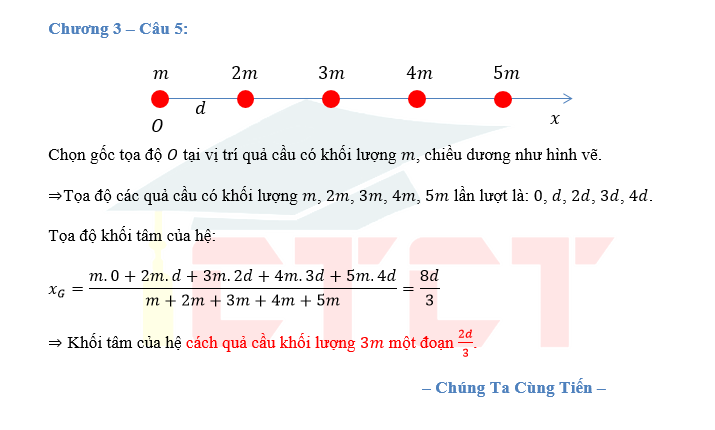 Chương 3 – Câu 5:
m 2m 3m 4m 5m
d
O x
Chọn gốc tọa độ O tại vị trí quả cầu có khối lượng m, chiều dương như hình vẽ.
⇒Tọa độ các quả cầu có khối lượng m, 2m, 3m, 4m, 5m lần lượt là: 0, d, 2d, 3d, 4d.
Tọa độ khối tâm của hệ:
x_G = (m.0 + 2m.d + 3m.2d + 4m.3d + 5m.4d)/(m + 2m + 3m + 4m + 5m) = 8d/3
⇒ Khối tâm của hệ cách quả cầu khối lượng 3m một đoạn 2d/3.
– Chúng Ta Cùng Tiến –
CTCT